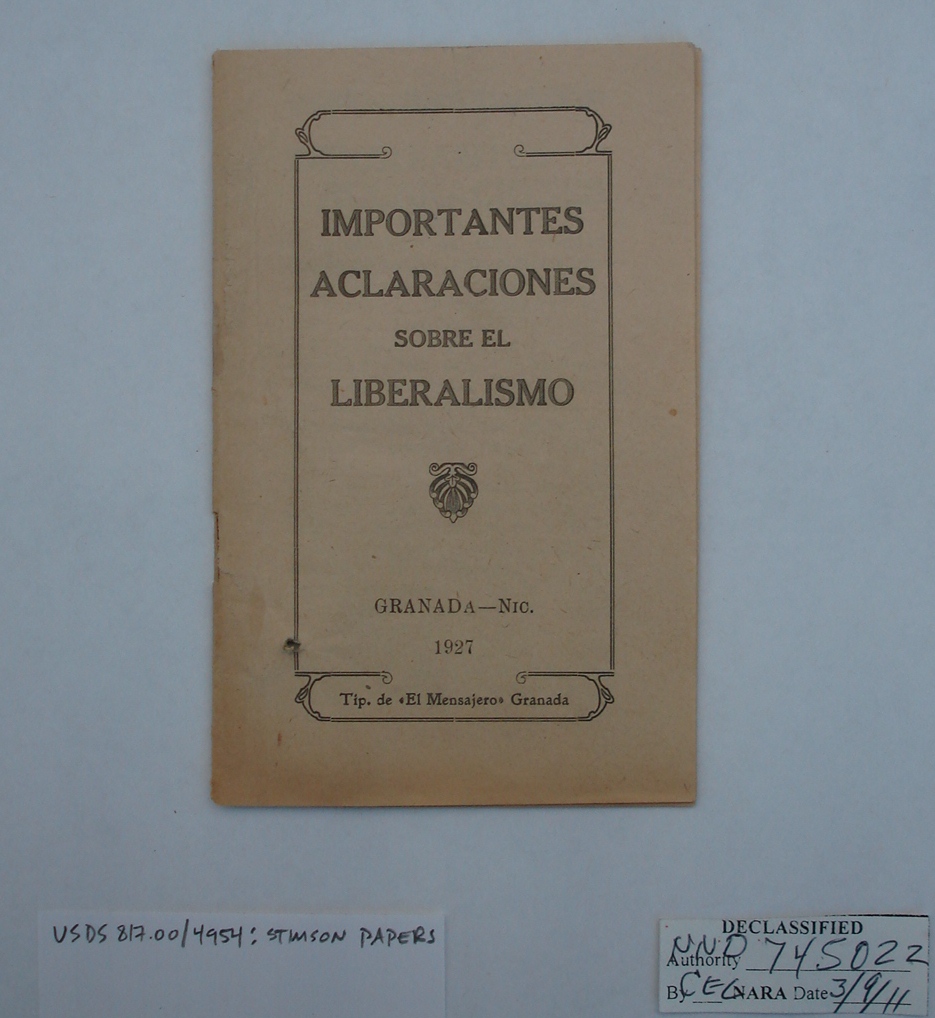 IMPORTANTES
ACLARACIONES
SOBRE EL
LIBERALISMO
GRANADA—NIC.
1927
Tip. de «El Mensajero» Granada
USDS 817.00/4954: STIMSON PAPERS
DECLASSIFIED
Authority NND 745022
By CEG NARA Date 3/9/11